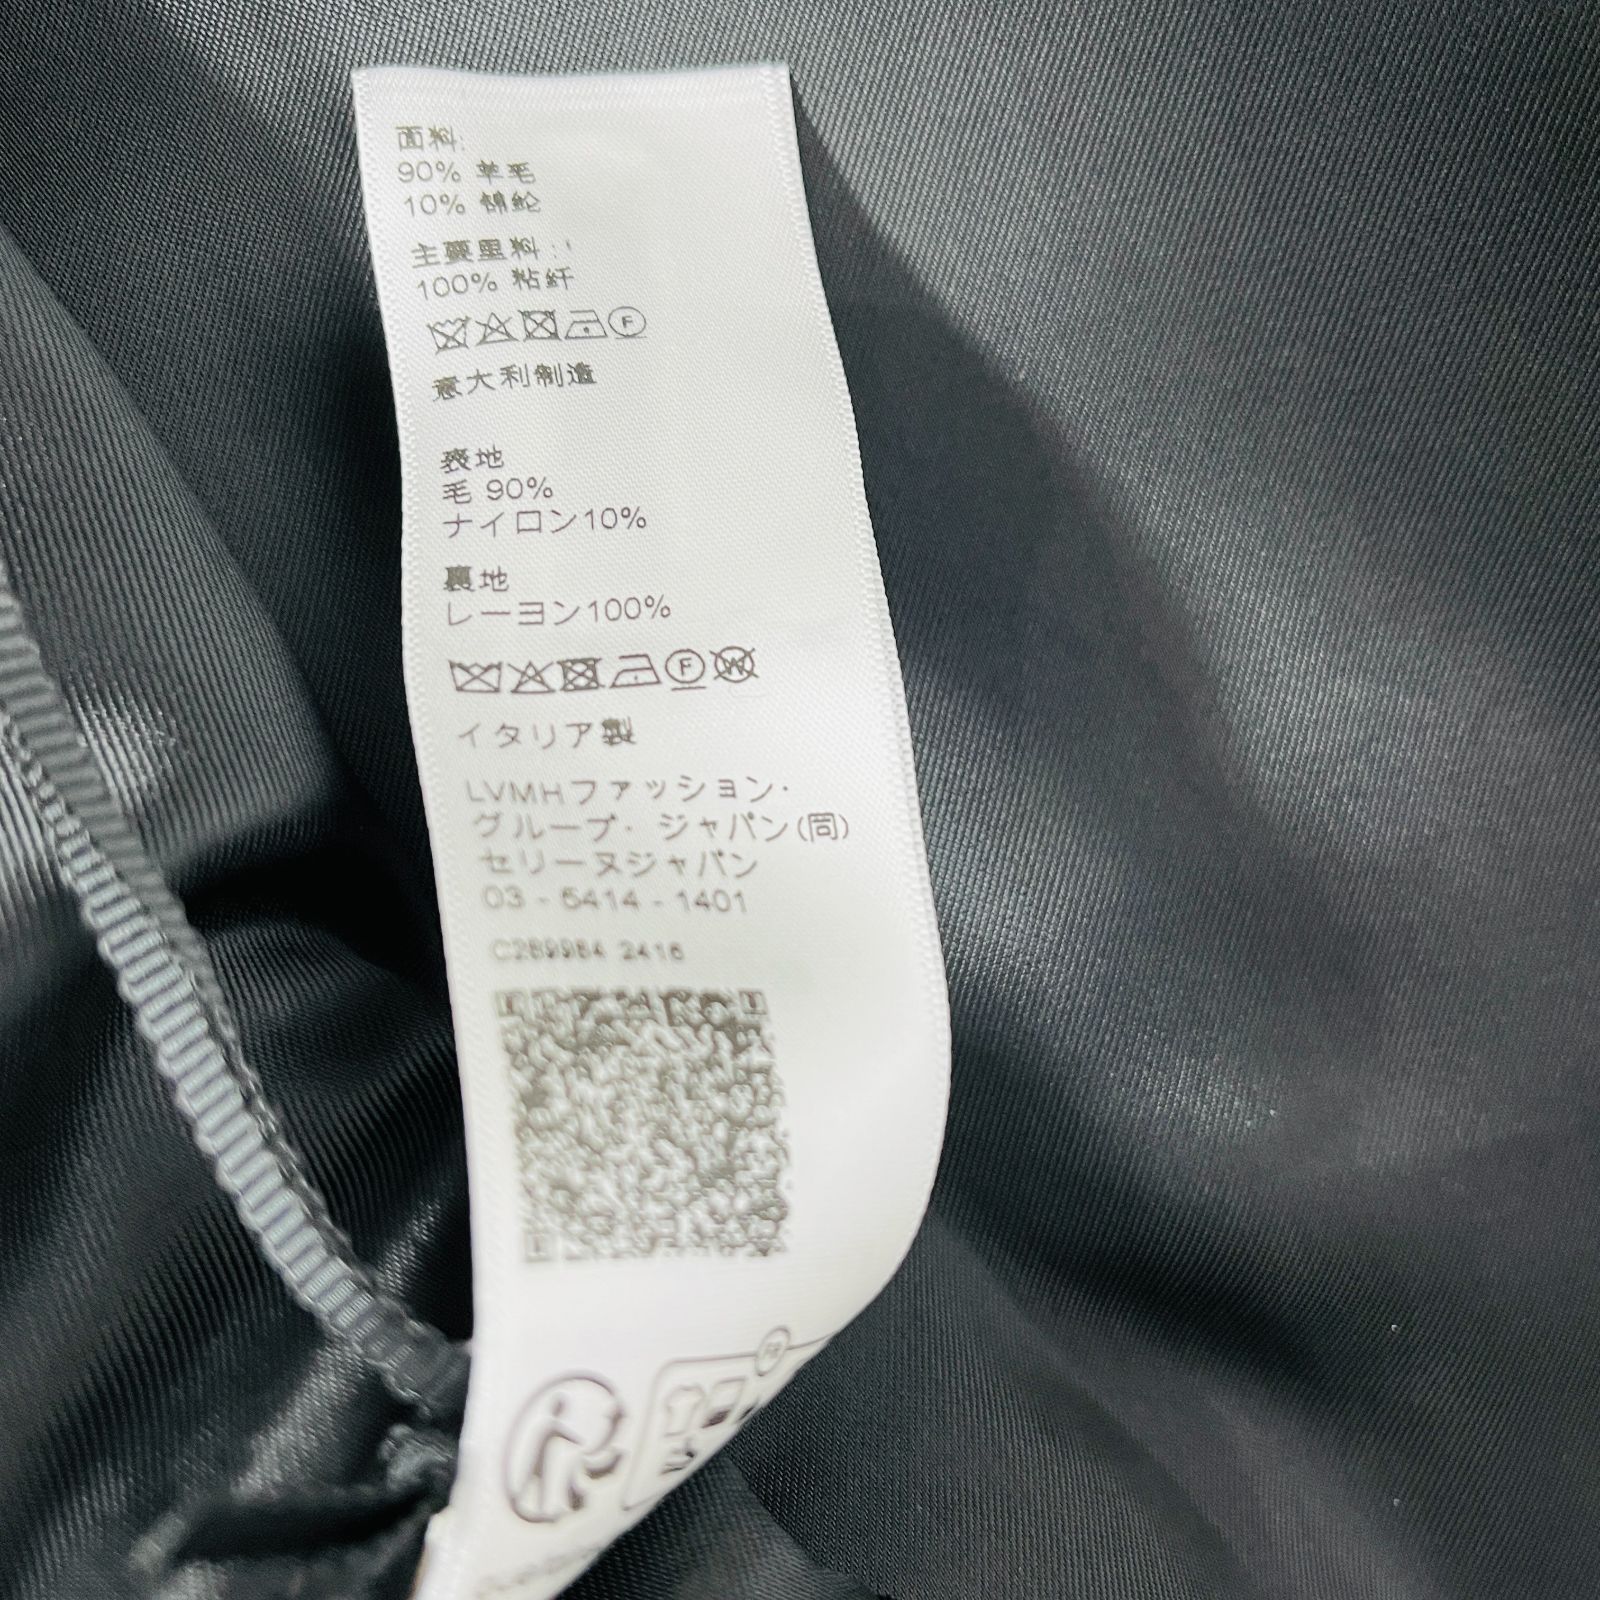 面料:
90% 羊毛
10% 锦纶
主要里料:
100% 粘纤
F
意大利制造
表地
毛 90%
ナイロン10%
裏地
レーヨン100%
F W
イタリア製
LVMHファッション・
グループ・ジャパン(同)
セリーヌジャパン
03-5414-1401
C289984 2416
FR